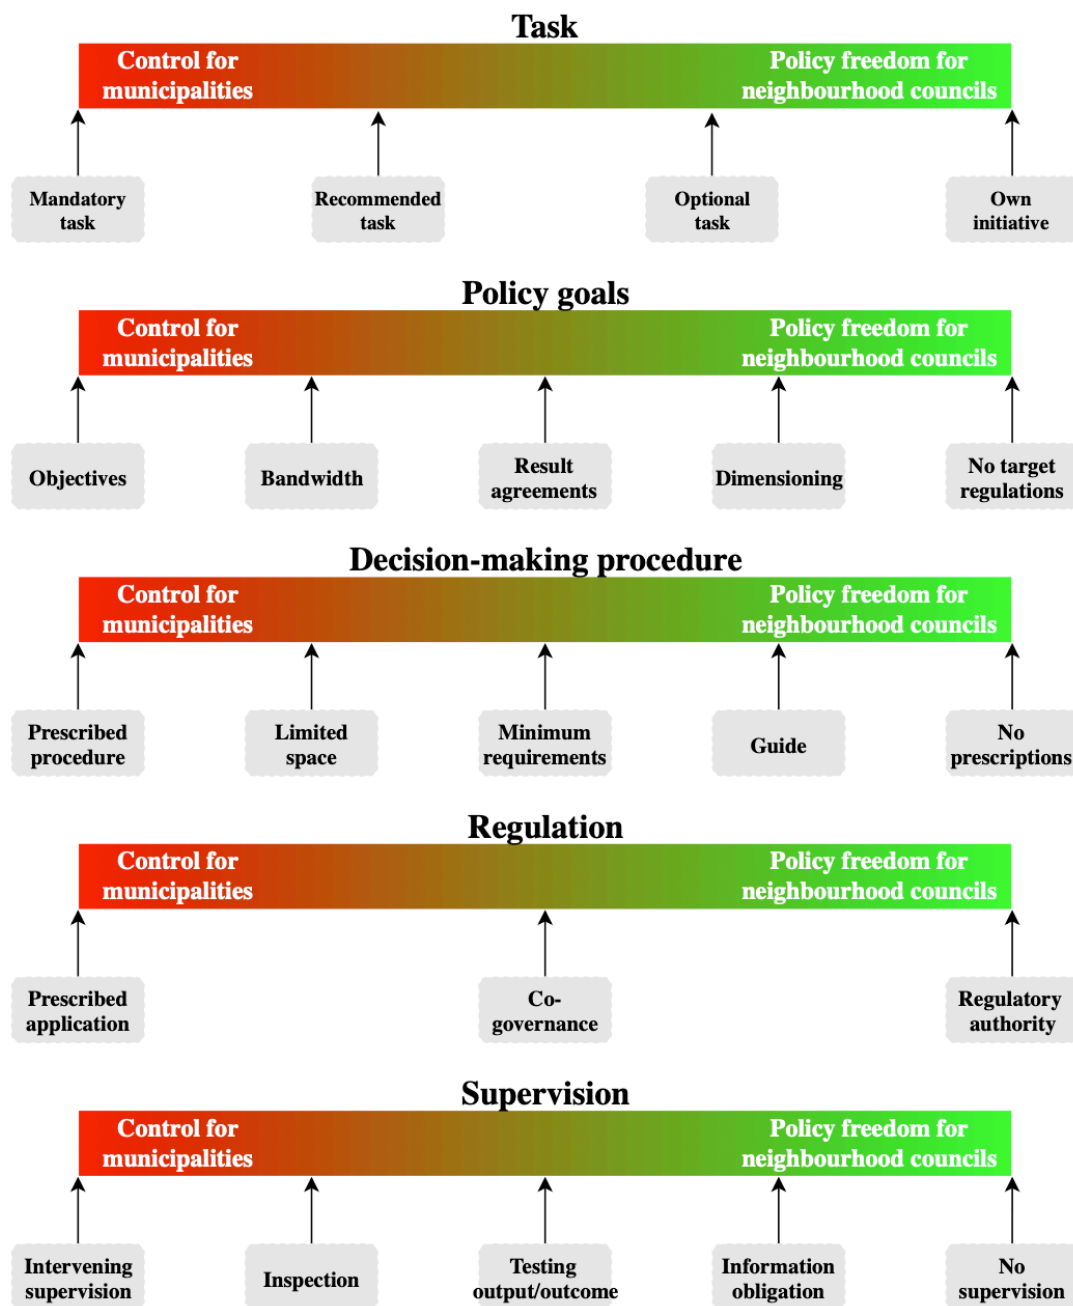 Task
Control for
municipalities
Policy freedom for
neighbourhood councils
Mandatory
task
Recommended
task
Optional
task
Own
initiative
Policy goals
Control for
municipalities
Policy freedom for
neighbourhood councils
Objectives
Bandwidth
Result
agreements
Dimensioning
No target
regulations
Decision-making procedure
Control for
municipalities
Policy freedom for
neighbourhood councils
Prescribed
procedure
Limited
space
Minimum
requirements
Guide
No
prescriptions
Regulation
Control for
municipalities
Policy freedom for
neighbourhood councils
Prescribed
application
Co-
governance
Regulatory
authority
Supervision
Control for
municipalities
Policy freedom for
neighbourhood councils
Intervening
supervision
Inspection
Testing
output/outcome
Information
obligation
No
supervision